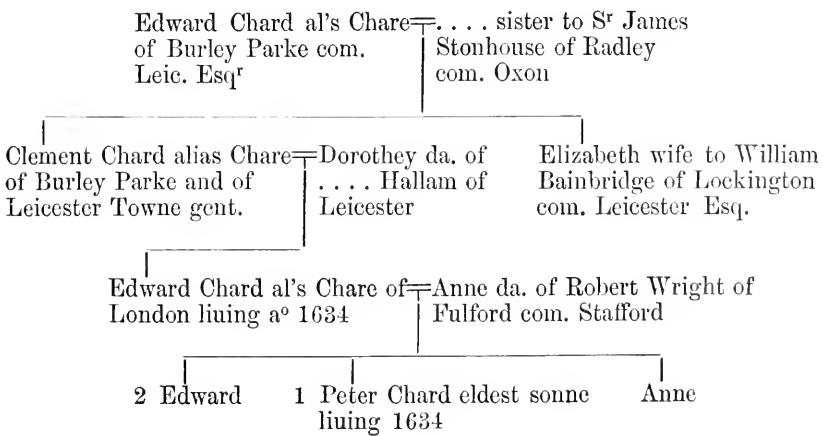 Edward Chard al's Chare
of Burley Parke com.
Leic. Esqʳ
. . . . sister to Sʳ James
Stonhouse of Radley
com. Oxon
Clement Chard alias Chare
of Burley Parke and of
Leicester Towne gent.
Dorothey da. of
. . . . Hallam of
Leicester
Elizabeth wife to William
Bainbridge of Lockington
com. Leicester Esq.
Edward Chard al's Chare of
London liuing aº 1634
Anne da. of Robert Wright of
Fulford com. Stafford
2 Edward
1 Peter Chard eldest sonne
liuing 1634
Anne